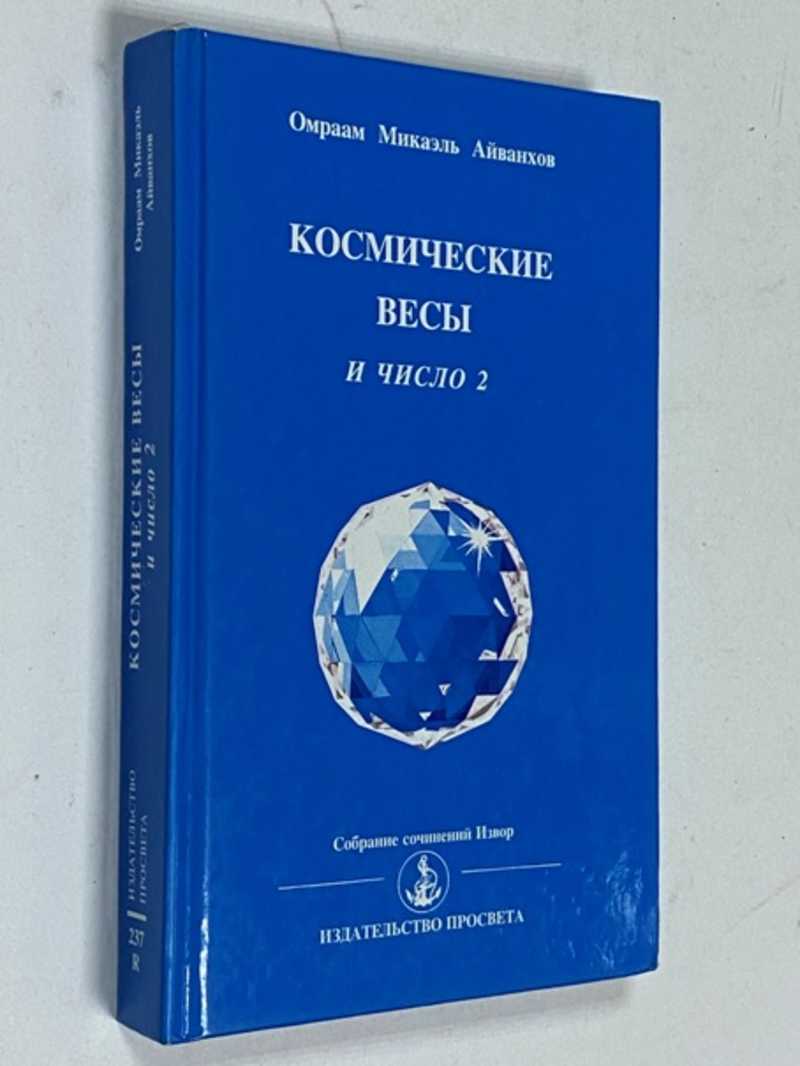 Омраам Микаэль Айванхов
КОСМИЧЕСКИЕ
ВЕСЫ
И ЧИСЛО 2
Собрание сочинений Извор
ИЗДАТЕЛЬСТВО ПРОСВЕТА
Омраам Микаэль
Айванхов
КОСМИЧЕСКИЕ ВЕСЫ
и число 2
ИЗДАТЕЛЬСТВО
ПРОСВЕТА
237
R